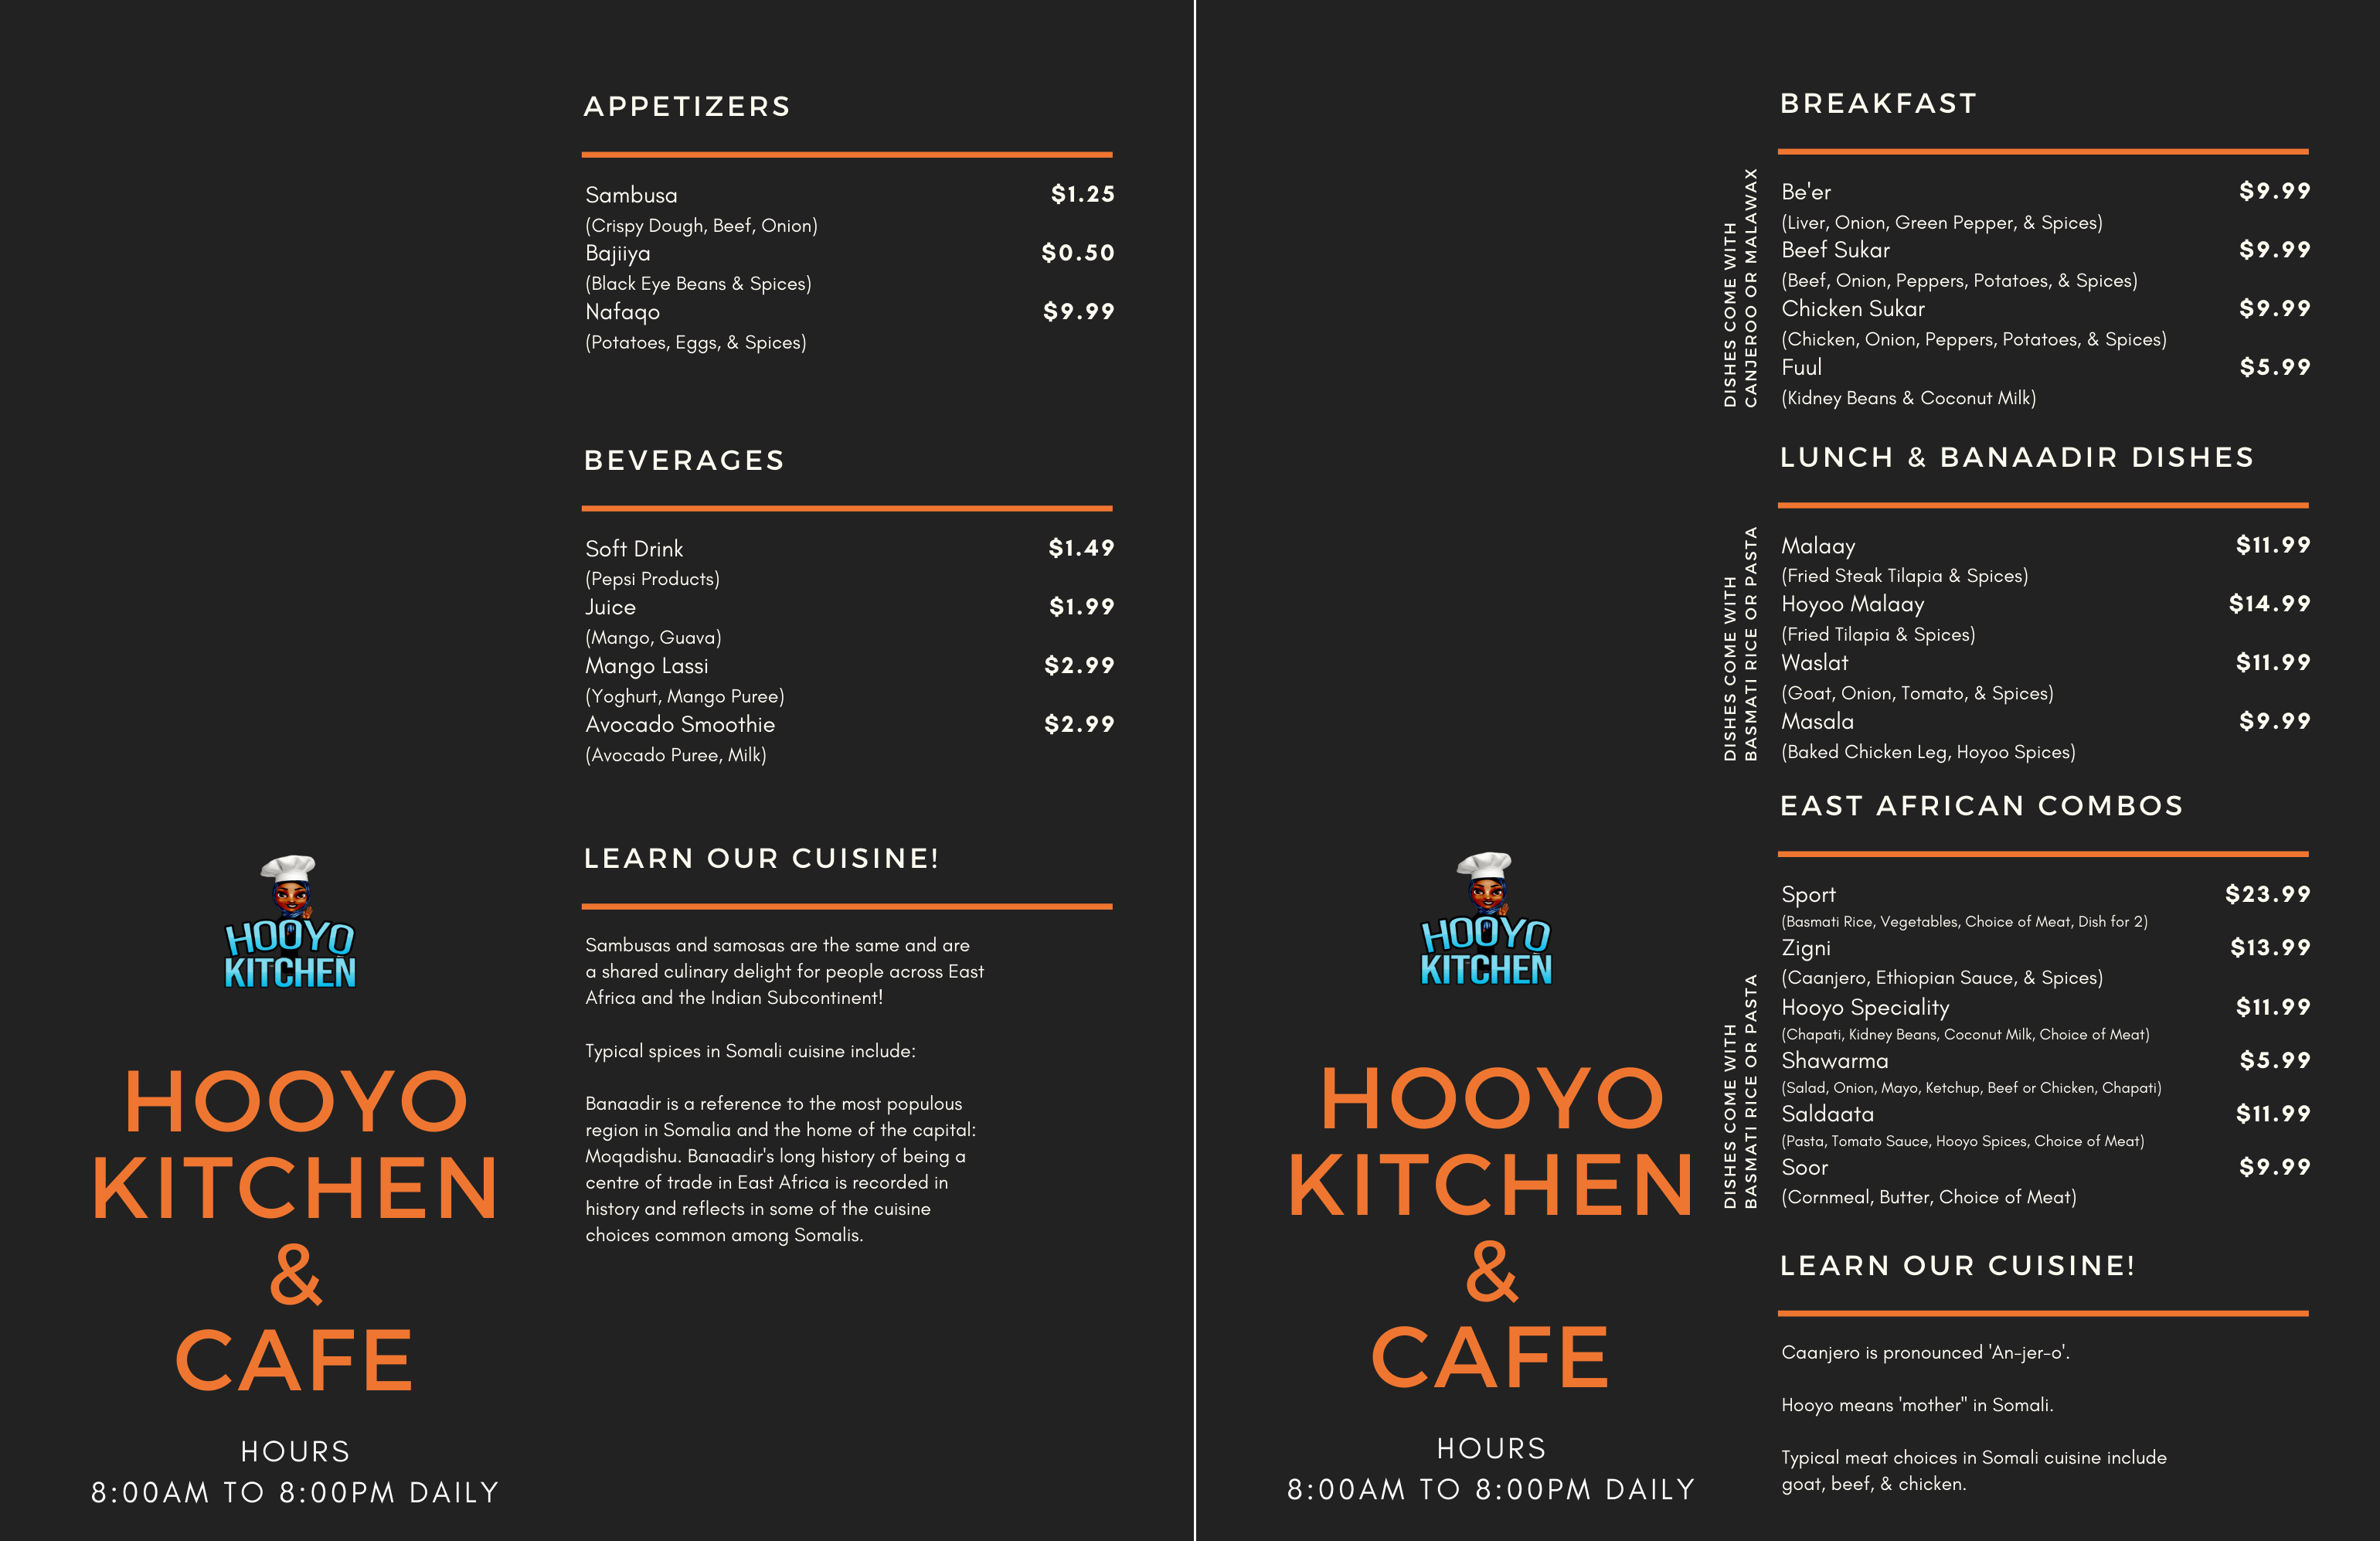 APPETIZERS
Sambusa $1.25
(Crispy Dough, Beef, Onion)
Bajiiya $0.50
(Black Eye Beans & Spices)
Nafaqo $9.99
(Potatoes, Eggs, & Spices)
BEVERAGES
Soft Drink $1.49
(Pepsi Products)
Juice $1.99
(Mango, Guava)
Mango Lassi $2.99
(Yoghurt, Mango Puree)
Avocado Smoothie $2.99
(Avocado Puree, Milk)
LEARN OUR CUISINE!
Sambusas and samosas are the same and are
a shared culinary delight for people across East
Africa and the Indian Subcontinent!
Typical spices in Somali cuisine include:
Banaadir is a reference to the most populous
region in Somalia and the home of the capital:
Moqadishu. Banaadir's long history of being a
centre of trade in East Africa is recorded in
history and reflects in some of the cuisine
choices common among Somalis.
HOOYO
KITCHEN
HOOYO
KITCHEN
&
CAFE
HOURS
8:00AM TO 8:00PM DAILY
BREAKFAST
DISHES COME WITH
CANJEROO OR MALAWAX
Be'er $9.99
(Liver, Onion, Green Pepper, & Spices)
Beef Sukar $9.99
(Beef, Onion, Peppers, Potatoes, & Spices)
Chicken Sukar $9.99
(Chicken, Onion, Peppers, Potatoes, & Spices)
Fuul $5.99
(Kidney Beans & Coconut Milk)
LUNCH & BANAADIR DISHES
DISHES COME WITH
BASMATI RICE OR PASTA
Malaay $11.99
(Fried Steak Tilapia & Spices)
Hoyoo Malaay $14.99
(Fried Tilapia & Spices)
Waslat $11.99
(Goat, Onion, Tomato, & Spices)
Masala $9.99
(Baked Chicken Leg, Hoyoo Spices)
EAST AFRICAN COMBOS
DISHES COME WITH
BASMATI RICE OR PASTA
Sport $23.99
(Basmati Rice, Vegetables, Choice of Meat, Dish for 2)
Zigni $13.99
(Caanjero, Ethiopian Sauce, & Spices)
Hooyo Speciality $11.99
(Chapati, Kidney Beans, Coconut Milk, Choice of Meat)
Shawarma $5.99
(Salad, Onion, Mayo, Ketchup, Beef or Chicken, Chapati)
Saldaata $11.99
(Pasta, Tomato Sauce, Hooyo Spices, Choice of Meat)
Soor $9.99
(Cornmeal, Butter, Choice of Meat)
LEARN OUR CUISINE!
Caanjero is pronounced 'An-jer-o'.
Hooyo means 'mother" in Somali.
Typical meat choices in Somali cuisine include
goat, beef, & chicken.
HOOYO
KITCHEN
HOOYO
KITCHEN
&
CAFE
HOURS
8:00AM TO 8:00PM DAILY